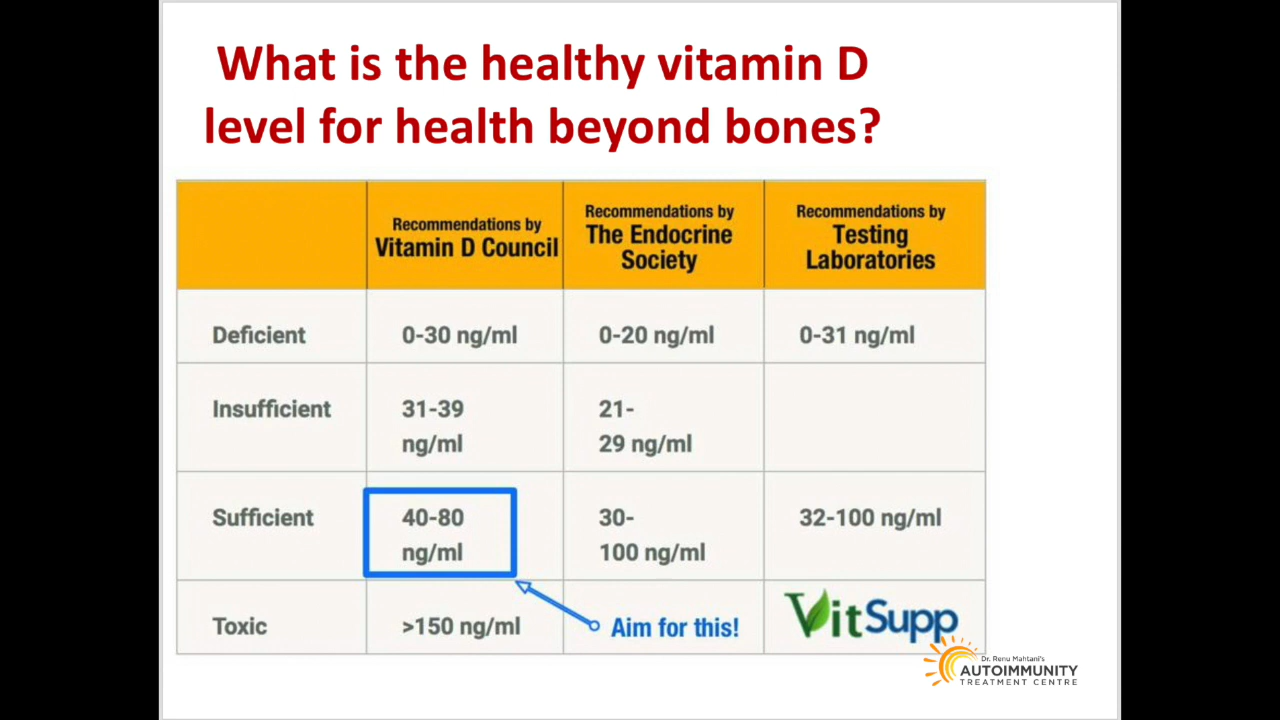 What is the healthy vitamin D
level for health beyond bones?
Recommendations by
Vitamin D Council
Recommendations by
The Endocrine
Society
Recommendations by
Testing
Laboratories
Deficient
0-30 ng/ml
0-20 ng/ml
0-31 ng/ml
Insufficient
31-39
ng/ml
21-
29 ng/ml
Sufficient
40-80
ng/ml
30-
100 ng/ml
32-100 ng/ml
Toxic
>150 ng/ml
Aim for this!
VitSupp
Dr. Renu Mahtani's
AUTOIMMUNITY
TREATMENT CENTRE